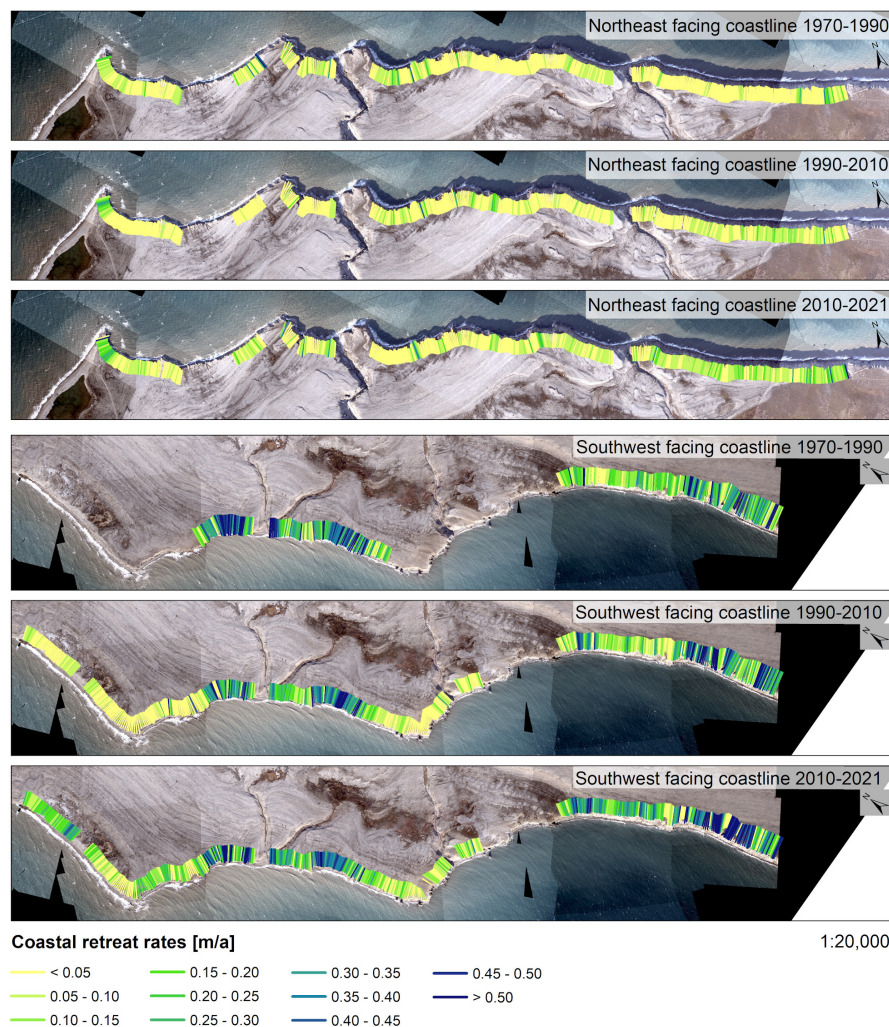 Northeast facing coastline 1970-1990
N
Northeast facing coastline 1990-2010
N
Northeast facing coastline 2010-2021
N
Southwest facing coastline 1970-1990
N
Southwest facing coastline 1990-2010
N
Southwest facing coastline 2010-2021
N
Coastal retreat rates [m/a] 1:20,000
< 0.05 0.15 - 0.20 0.30 - 0.35 0.45 - 0.50
0.05 - 0.10 0.20 - 0.25 0.35 - 0.40 > 0.50
0.10 - 0.15 0.25 - 0.30 0.40 - 0.45